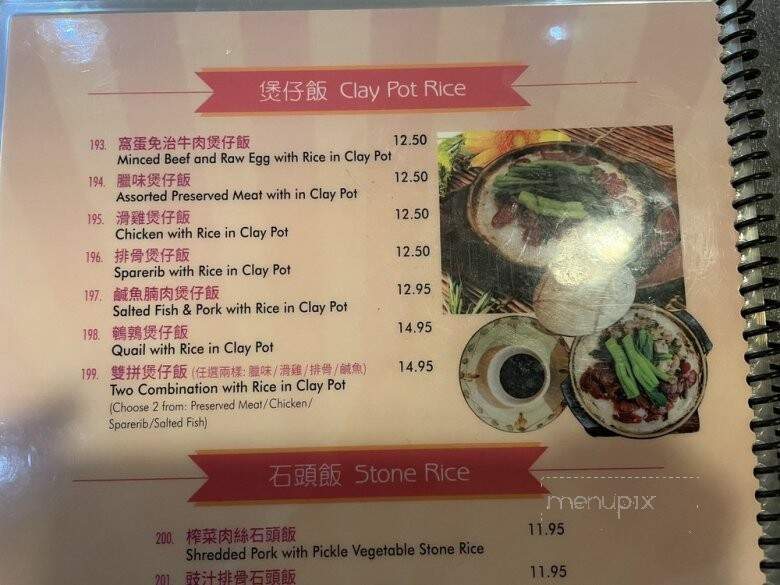 煲仔飯 Clay Pot Rice
193. 窩蛋免治牛肉煲仔飯 12.50
Minced Beef and Raw Egg with Rice in Clay Pot
194. 臘味煲仔飯 12.50
Assorted Preserved Meat with in Clay Pot
195. 滑雞煲仔飯 12.50
Chicken with Rice in Clay Pot
196. 排骨煲仔飯 12.50
Sparerib with Rice in Clay Pot
197. 鹹魚腩肉煲仔飯 12.95
Salted Fish & Pork with Rice in Clay Pot
198. 鵪鶉煲仔飯 14.95
Quail with Rice in Clay Pot
199. 雙拼煲仔飯 (任選兩樣: 臘味/滑雞/排骨/鹹魚) 14.95
Two Combination with Rice in Clay Pot
(Choose 2 from: Preserved Meat/Chicken/
Sparerib/Salted Fish)
石頭飯 Stone Rice
menupix
200. 榨菜肉絲石頭飯 11.95
Shredded Pork with Pickle Vegetable Stone Rice
201. 豉汁排骨石頭飯 11.95